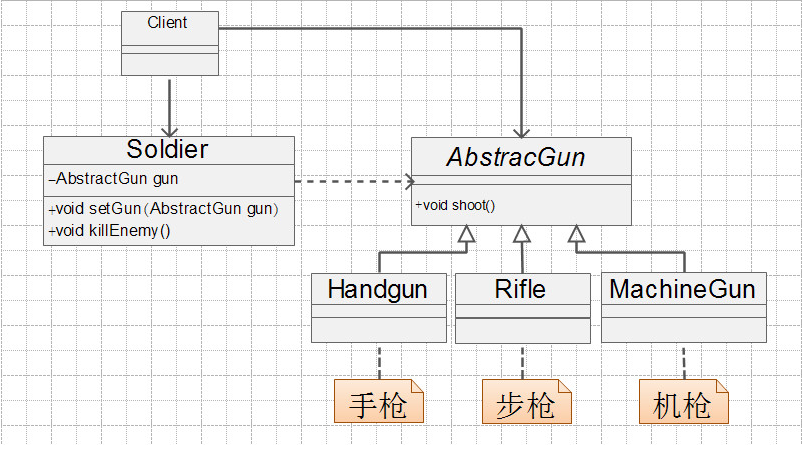 Client
Soldier
-AbstractGun gun
+void setGun(AbstractGun gun)
+void killEnemy()
AbstracGun
+void shoot()
Handgun
Rifle
MachineGun
手枪
步枪
机枪